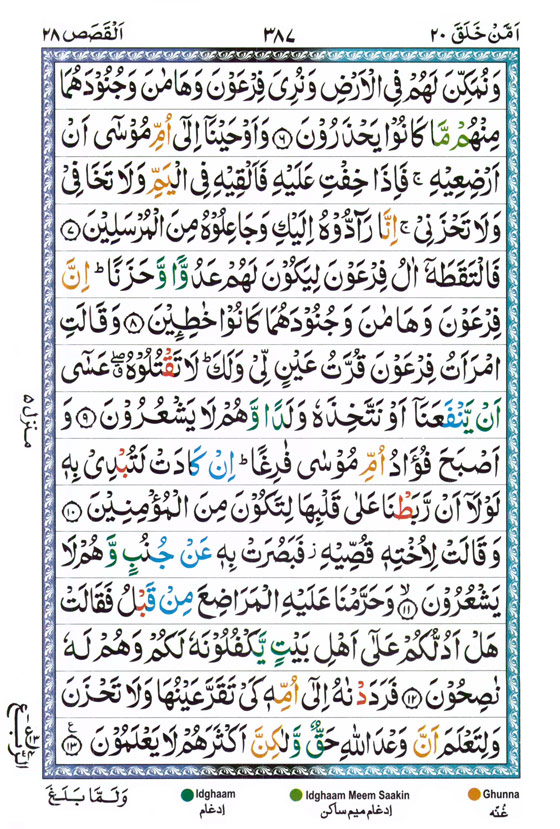 اَمَّنْ خَلَقَ ٢٠ ٣٨٧ اَلْقَصَص ٢٨
وَنُمَكِّنَ لَهُمْ فِى الْاَرْضِ وَنُرِىَ فِرْعَوْنَ وَهَامٰنَ وَجُنُوْدَهُمَا
مِنْهُمْ مَّا كَانُوْا يَحْذَرُوْنَ ﴿٦﴾ وَاَوْحَيْنَاۤ اِلٰٓى اُمِّ مُوْسٰٓى اَنْ
اَرْضِعِيْهِ ۚ فَاِذَا خِفْتِ عَلَيْهِ فَاَلْقِيْهِ فِى الْيَمِّ وَلَا تَخَافِىْ
وَلَا تَحْزَنِىْ ۚ اِنَّا رَآدُّوْهُ اِلَيْكِ وَجَاعِلُوْهُ مِنَ الْمُرْسَلِيْنَ ﴿٧﴾
فَالْتَقَطَهٗۤ اٰلُ فِرْعَوْنَ لِيَكُوْنَ لَهُمْ عَدُوًّا وَّحَزَنًا ؕ اِنَّ
فِرْعَوْنَ وَهَامٰنَ وَجُنُوْدَهُمَا كَانُوْا خٰطِـِٕيْنَ ﴿٨﴾ وَقَالَتِ
امْرَاَتُ فِرْعَوْنَ قُرَّتُ عَيْنٍ لِّىْ وَلَكَ ؕ لَا تَقْتُلُوْهُ ۖ عَسٰٓى
اَنْ يَّنْفَعَنَاۤ اَوْ نَتَّخِذَهٗ وَلَدًا وَّهُمْ لَا يَشْعُرُوْنَ ﴿٩﴾ وَ
اَصْبَحَ فُؤَادُ اُمِّ مُوْسٰى فٰرِغًا ؕ اِنْ كَادَتْ لَتُبْدِىْ بِهٖ
لَوْلَاۤ اَنْ رَّبَطْنَا عَلٰى قَلْبِهَا لِتَكُوْنَ مِنَ الْمُؤْمِنِيْنَ ﴿١٠﴾
وَقَالَتْ لِاُخْتِهٖ قُصِّيْهِ ؗ فَبَصُرَتْ بِهٖ عَنْ جُنُبٍ وَّهُمْ لَا
يَشْعُرُوْنَ ۙ﴿١١﴾ وَحَرَّمْنَا عَلَيْهِ الْمَرَاضِعَ مِنْ قَبْلُ فَقَالَتْ
هَلْ اَدُلُّكُمْ عَلٰٓى اَهْلِ بَيْتٍ يَّكْفُلُوْنَهٗ لَكُمْ وَهُمْ لَهٗ
نٰصِحُوْنَ ﴿١٢﴾ فَرَدَدْنٰهُ اِلٰٓى اُمِّهٖ كَىْ تَقَرَّ عَيْنُهَا وَلَا تَحْزَنَ
وَلِتَعْلَمَ اَنَّ وَعْدَ اللّٰهِ حَقٌّ وَّلٰكِنَّ اَكْثَرَهُمْ لَا يَعْلَمُوْنَ ﴿١٣﴾ ع
منزل ٥
الربع
وَلَمَّا بَلَغَ
Idghaam Idghaam Meem Saakin Ghunna
إدغام إدغام ميم ساكن غُنّه